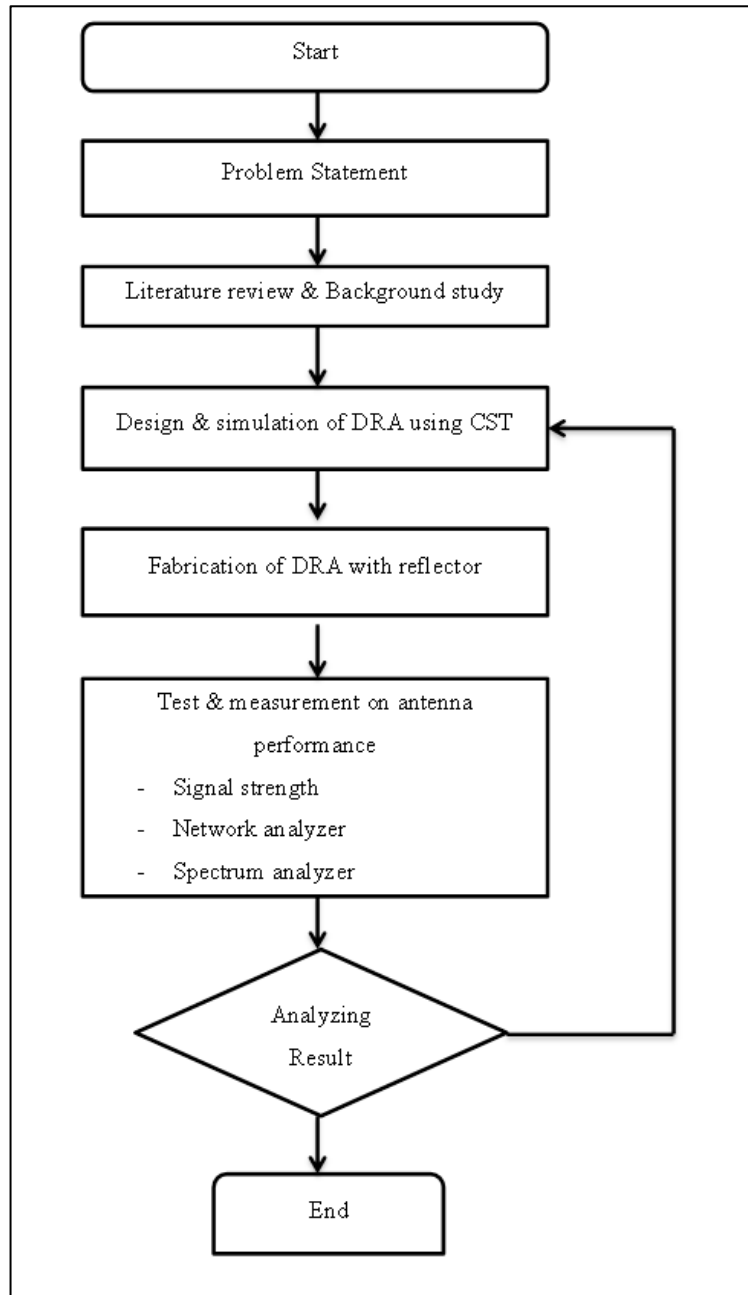 Start
Problem Statement
Literature review & Background study
Design & simulation of DRA using CST
Fabrication of DRA with reflector
Test & measurement on antenna
performance
- Signal strength
- Network analyzer
- Spectrum analyzer
Analyzing
Result
End